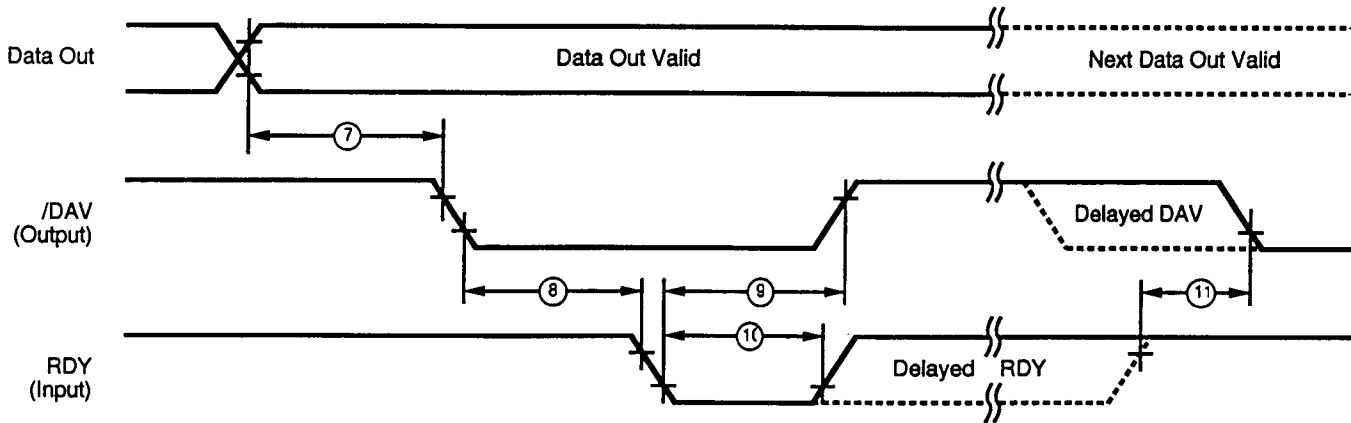 Data Out
Data Out Valid
Next Data Out Valid
7
/DAV
(Output)
Delayed DAV
8
9
11
10
RDY
(Input)
Delayed RDY